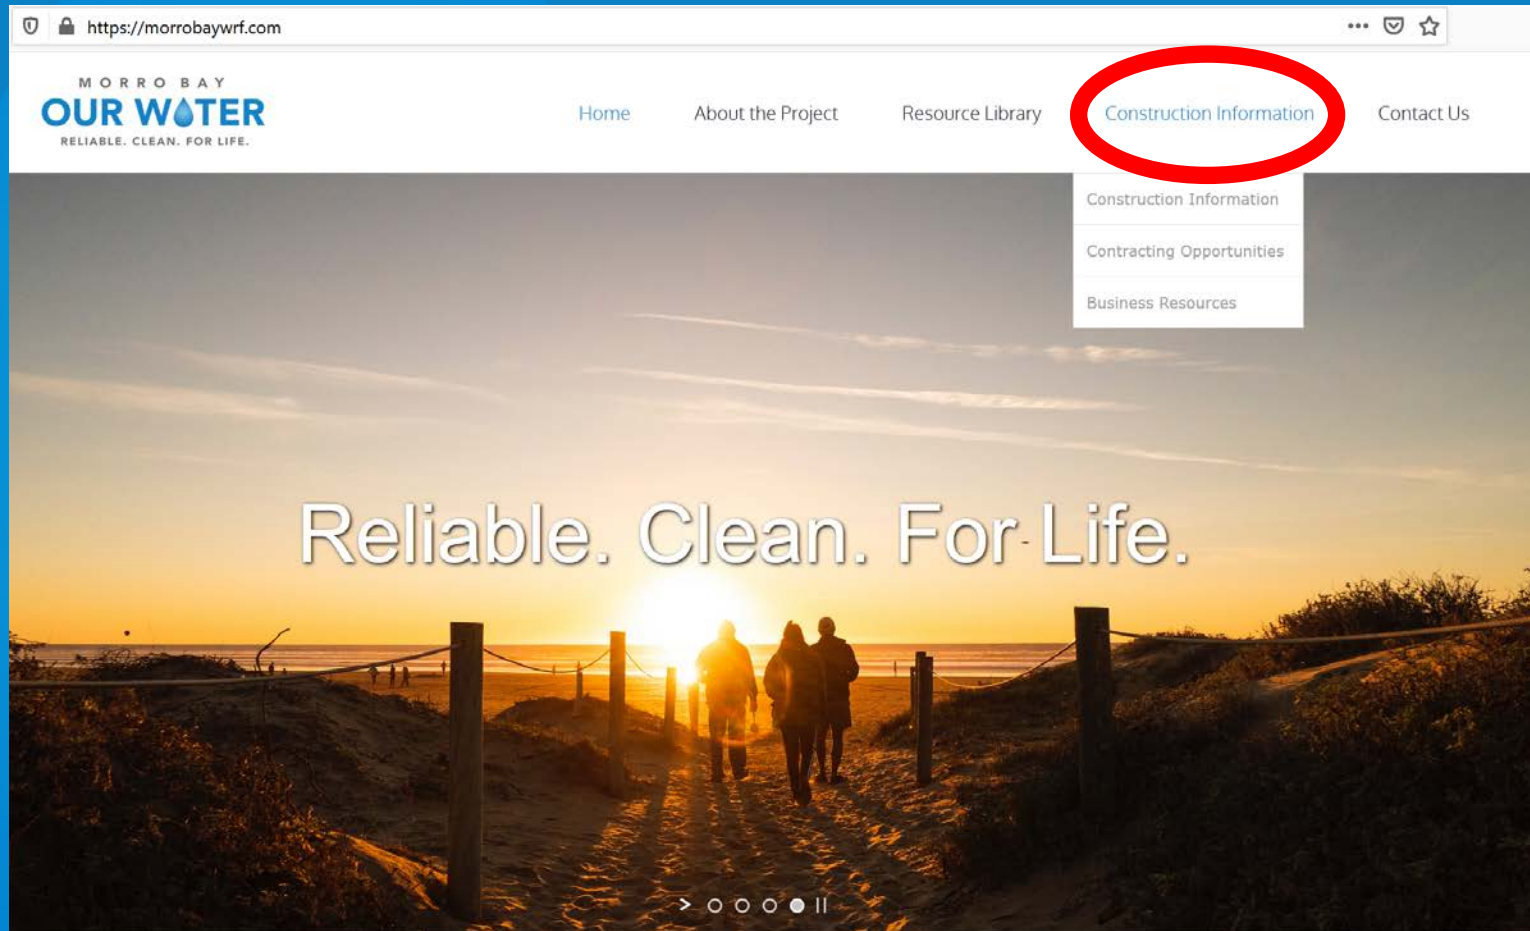 https://morrobaywrf.com
MORRO BAY
OUR WATER
RELIABLE. CLEAN. FOR LIFE.
Home About the Project Resource Library Construction Information Contact Us
Construction Information
Contracting Opportunities
Business Resources
Reliable. Clean. For Life.